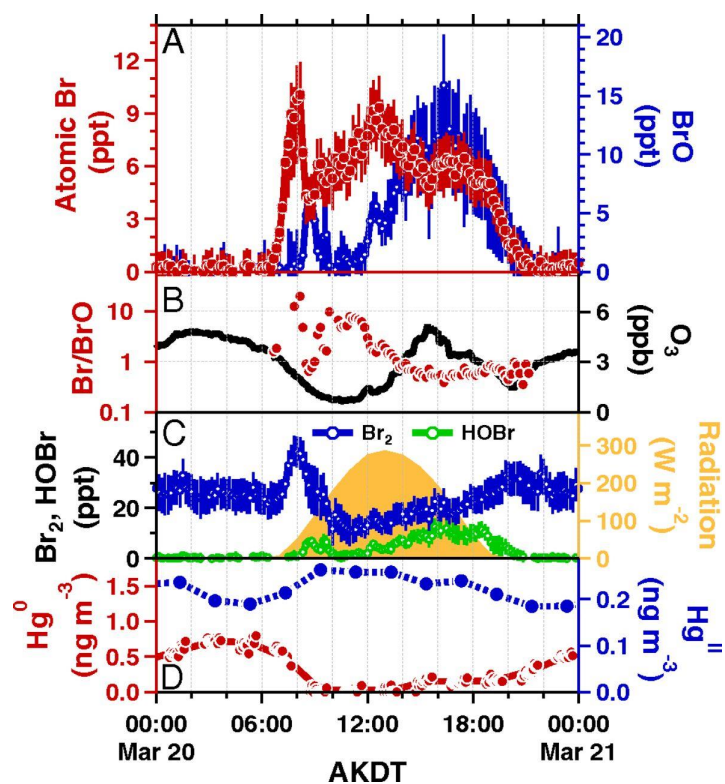 A
12
9
6
3
0
Atomic Br
(ppt)
20
15
10
5
0
BrO
(ppt)
B
10
1
0.1
Br/BrO
6
3
0
O3
(ppb)
C
Br2
HOBr
40
20
0
Br2, HOBr
(ppt)
300
200
100
0
Radiation
(W m-2)
D
1.5
1.0
0.5
0.0
Hg0
(ng m-3)
0.2
0.1
0.0
HgII
(ng m-3)
00:00 06:00 12:00 18:00 00:00
Mar 20 Mar 21
AKDT